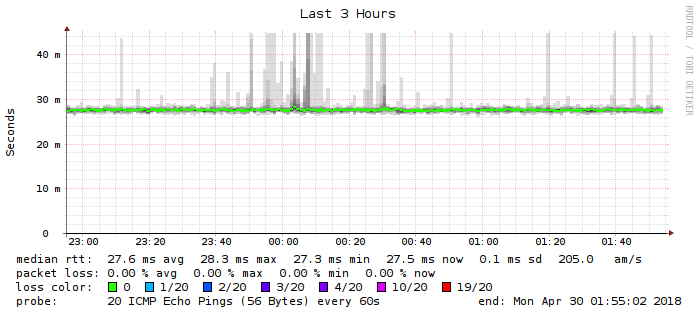 Last 3 Hours
RRDTOOL / TOBI OETIKER
Seconds
40 m
30 m
20 m
10 m
0
23:00 23:20 23:40 00:00 00:20 00:40 01:00 01:20 01:40
median rtt: 27.6 ms avg 28.3 ms max 27.3 ms min 27.5 ms now 0.1 ms sd 205.0 am/s
packet loss: 0.00 % avg 0.00 % max 0.00 % min 0.00 % now
loss color: 0 1/20 2/20 3/20 4/20 10/20 19/20
probe: 20 ICMP Echo Pings (56 Bytes) every 60s end: Mon Apr 30 01:55:02 2018